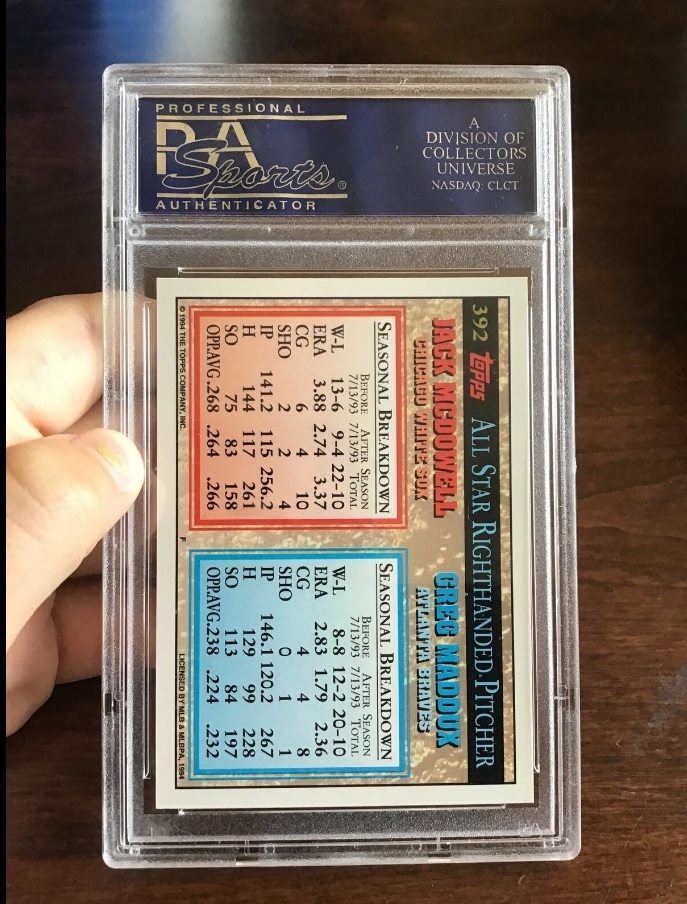 PROFESSIONAL
PSA
Sports®
AUTHENTICATOR
A
DIVISION OF
COLLECTORS
UNIVERSE
NASDAQ: CLCT
392 Topps ALL STAR RIGHTHANDED PITCHER
JACK MCDOWELL
CHICAGO WHITE SOX
SEASONAL BREAKDOWN
BEFORE AFTER SEASON
7/13/93 7/13/93 TOTAL
W-L 13-6 9-4 22-10
ERA 3.88 2.74 3.37
CG 6 4 10
SHO 2 2 4
IP 141.2 115 256.2
H 144 117 261
SO 75 83 158
OPP.AVG .268 .264 .266
GREG MADDUX
ATLANTA BRAVES
SEASONAL BREAKDOWN
BEFORE AFTER SEASON
7/13/93 7/13/93 TOTAL
W-L 8-8 12-2 20-10
ERA 2.83 1.79 2.36
CG 4 4 8
SHO 0 1 1
IP 146.1 120.2 267
H 129 99 228
SO 113 84 197
OPP.AVG .238 .224 .232
© 1994 THE TOPPS COMPANY, INC. F LICENSED BY MLB & MLBPA, 1994